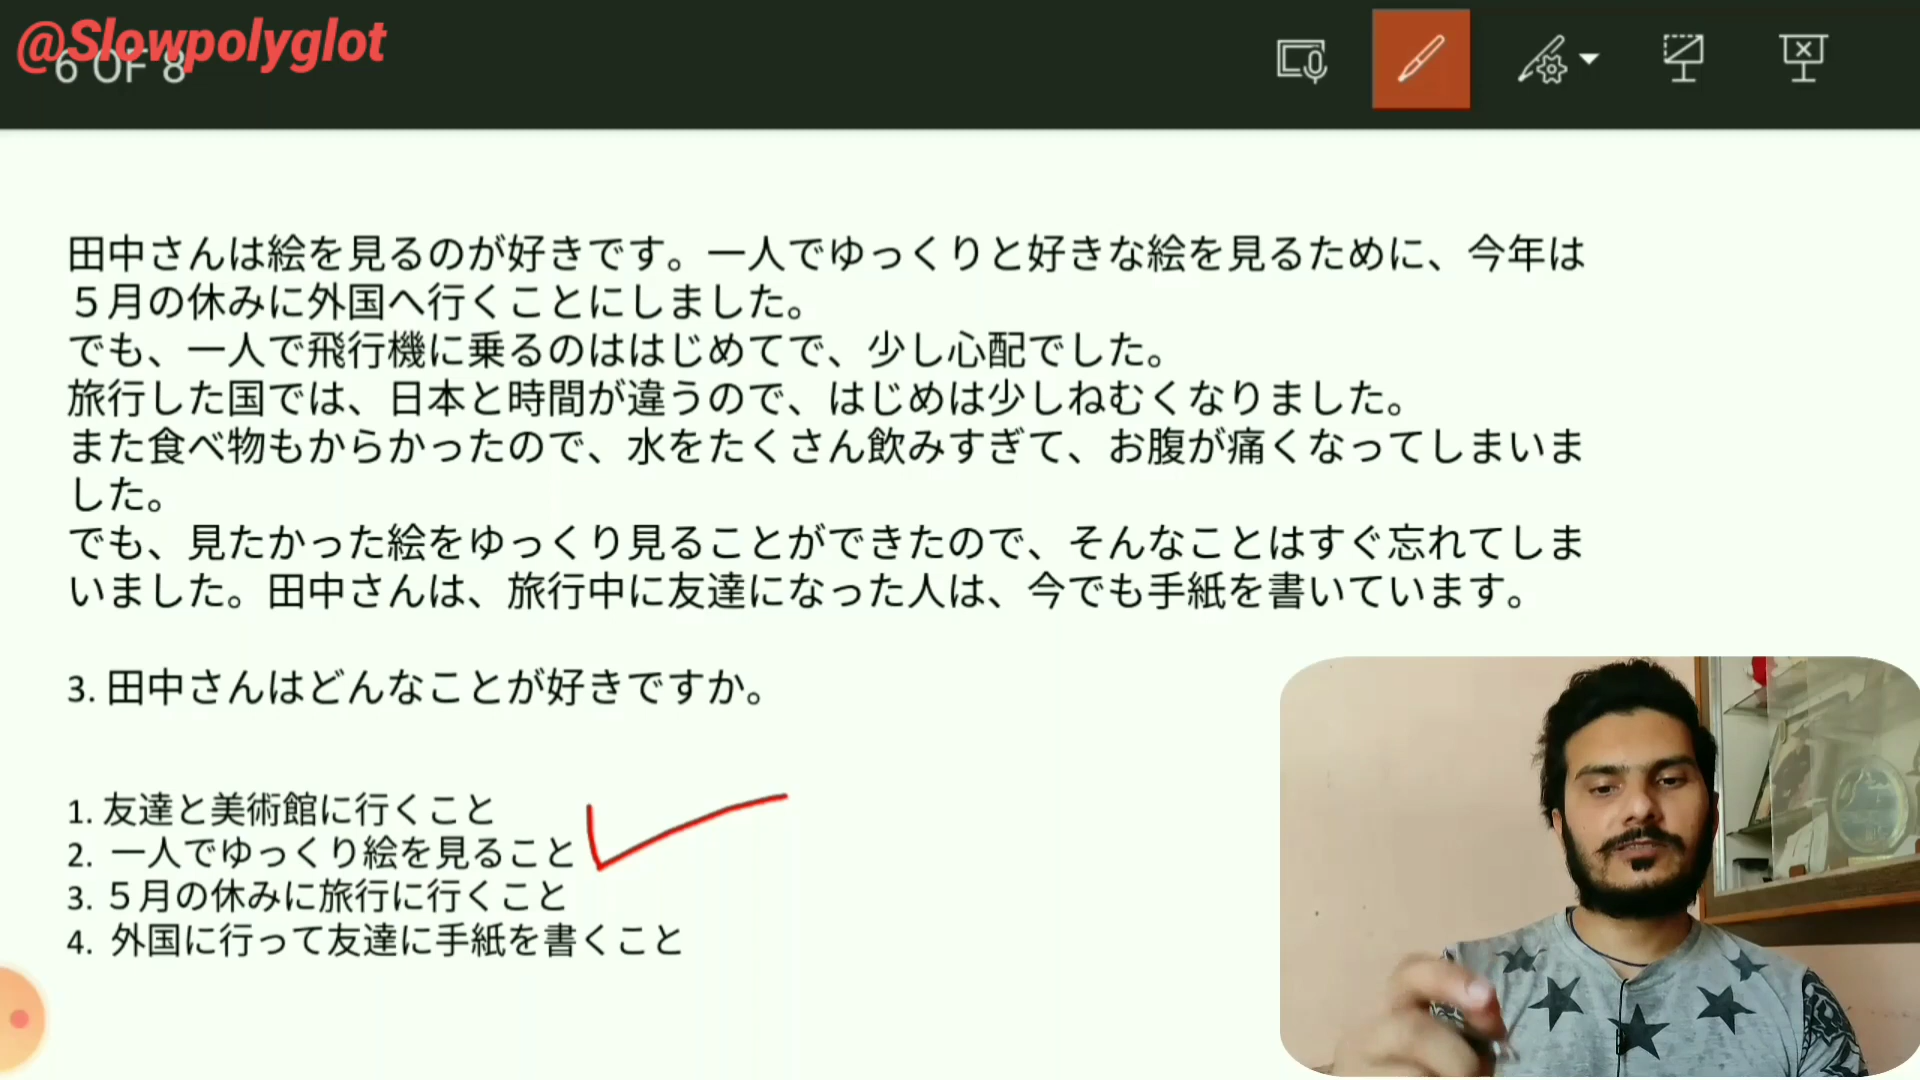 @Slowpolyglot
6 OF 8
田中さんは絵を見るのが好きです。一人でゆっくりと好きな絵を見るために、今年は
５月の休みに外国へ行くことにしました。
でも、一人で飛行機に乗るのははじめてで、少し心配でした。
旅行した国では、日本と時間が違うので、はじめは少しねむくなりました。
また食べ物もからかったので、水をたくさん飲みすぎて、お腹が痛くなってしまいま
した。
でも、見たかった絵をゆっくり見ることができたので、そんなことはすぐ忘れてしま
いました。田中さんは、旅行中に友達になった人は、今でも手紙を書いています。
3. 田中さんはどんなことが好きですか。
1. 友達と美術館に行くこと
2. 一人でゆっくり絵を見ること
3. ５月の休みに旅行に行くこと
4. 外国に行って友達に手紙を書くこと